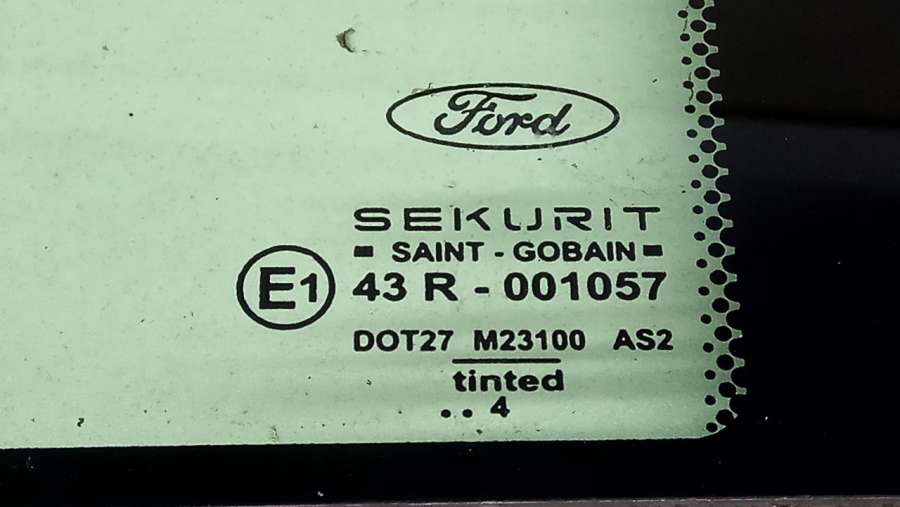 Ford
SEKURIT
SAINT - GOBAIN
E1 43 R - 001057
DOT27 M23100 AS2
tinted
. . 4